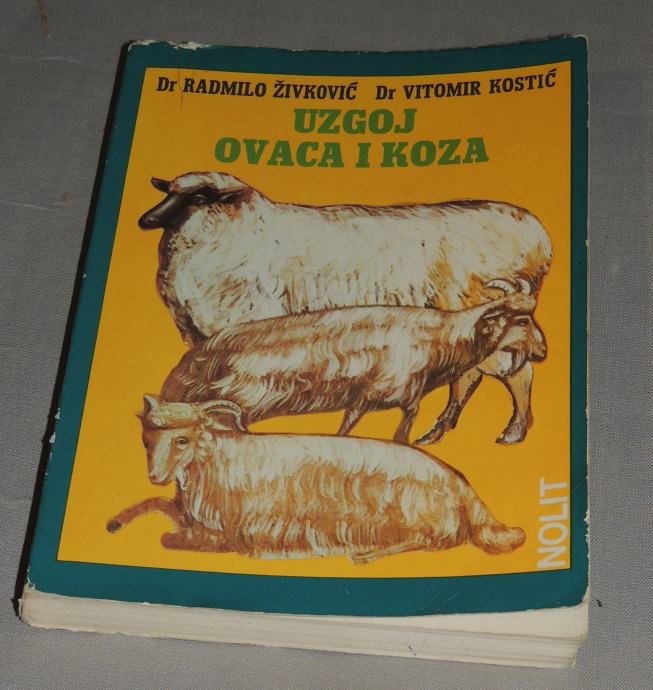 Dr RADMILO ŽIVKOVIĆ Dr VITOMIR KOSTIĆ
UZGOJ
OVACA I KOZA
NOLIT